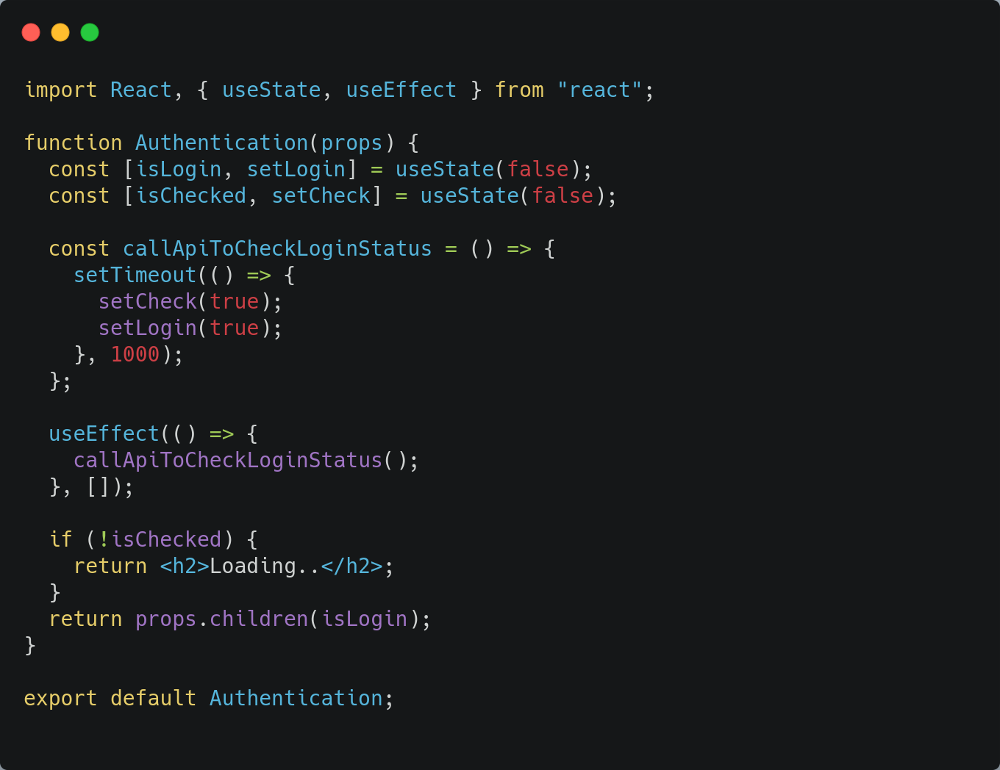 import React, { useState, useEffect } from "react";

function Authentication(props) {
  const [isLogin, setLogin] = useState(false);
  const [isChecked, setCheck] = useState(false);

  const callApiToCheckLoginStatus = () => {
    setTimeout(() => {
      setCheck(true);
      setLogin(true);
    }, 1000);
  };

  useEffect(() => {
    callApiToCheckLoginStatus();
  }, []);

  if (!isChecked) {
    return <h2>Loading..</h2>;
  }
  return props.children(isLogin);
}

export default Authentication;